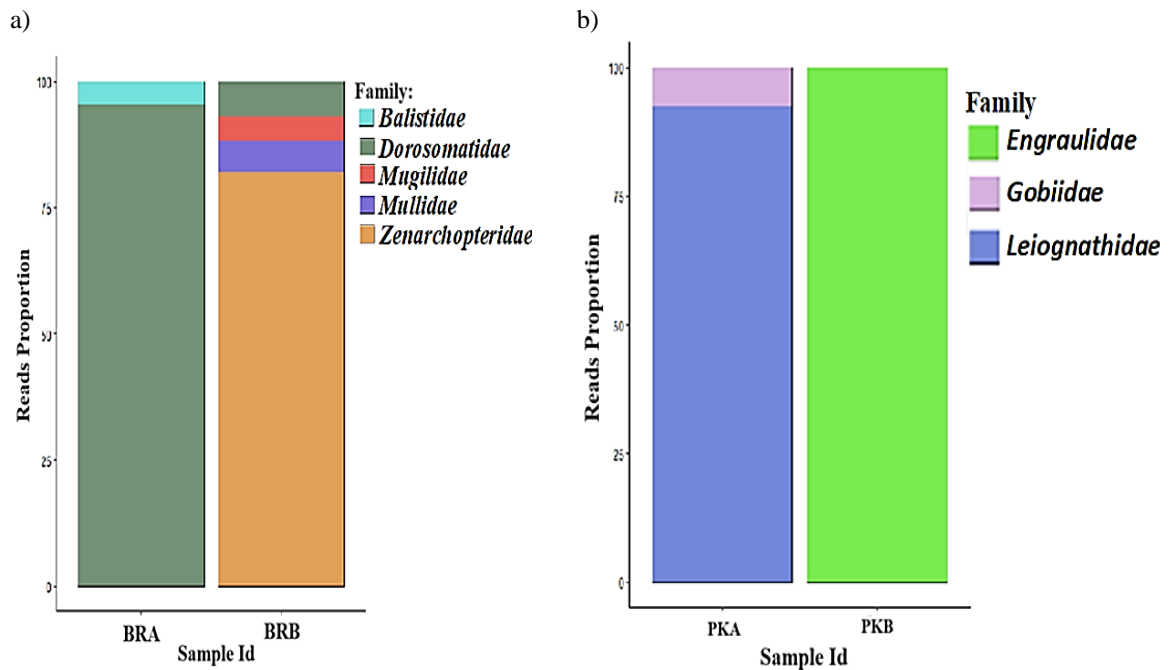 a)
100
75
50
25
0
Reads Proportion
BRA
BRB
Sample Id
Family:
Balistidae
Dorosomatidae
Mugilidae
Mullidae
Zenarchopteridae
b)
100
75
50
25
0
Reads Proportion
PKA
PKB
Sample Id
Family
Engraulidae
Gobiidae
Leiognathidae